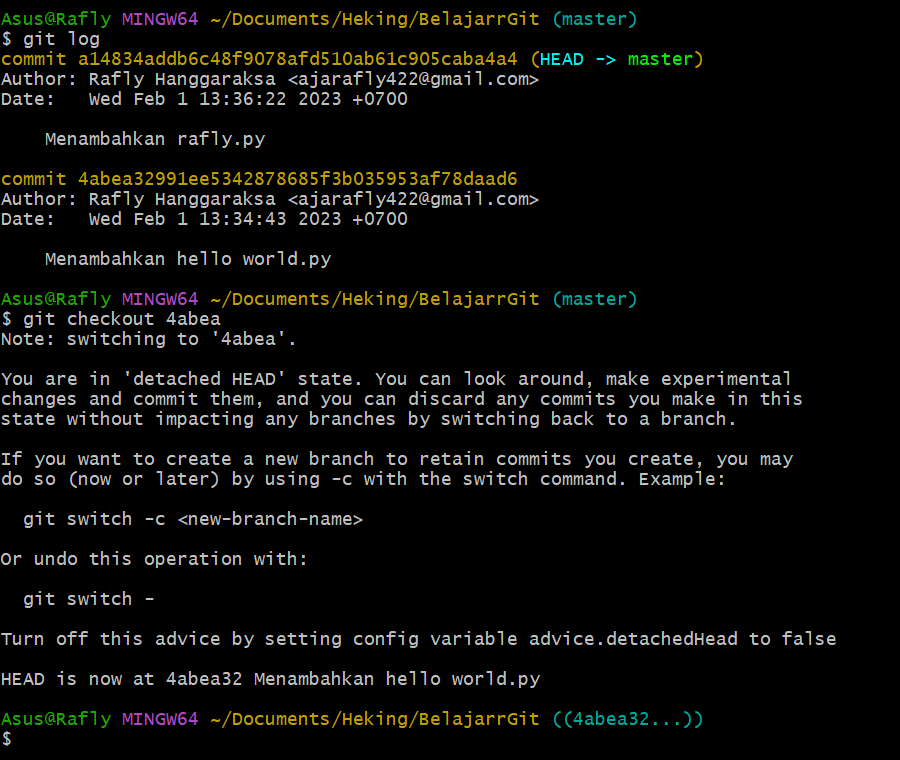 Asus@Rafly MINGW64 ~/Documents/Heking/BelajarrGit (master)
$ git log
commit a14834addb6c48f9078afd510ab61c905caba4a4 (HEAD -> master)
Author: Rafly Hanggaraksa <ajarafly422@gmail.com>
Date:   Wed Feb 1 13:36:22 2023 +0700

    Menambahkan rafly.py

commit 4abea32991ee5342878685f3b035953af78daad6
Author: Rafly Hanggaraksa <ajarafly422@gmail.com>
Date:   Wed Feb 1 13:34:43 2023 +0700

    Menambahkan hello world.py

Asus@Rafly MINGW64 ~/Documents/Heking/BelajarrGit (master)
$ git checkout 4abea
Note: switching to '4abea'.

You are in 'detached HEAD' state. You can look around, make experimental
changes and commit them, and you can discard any commits you make in this
state without impacting any branches by switching back to a branch.

If you want to create a new branch to retain commits you create, you may
do so (now or later) by using -c with the switch command. Example:

  git switch -c <new-branch-name>

Or undo this operation with:

  git switch -

Turn off this advice by setting config variable advice.detachedHead to false

HEAD is now at 4abea32 Menambahkan hello world.py

Asus@Rafly MINGW64 ~/Documents/Heking/BelajarrGit ((4abea32...))
$